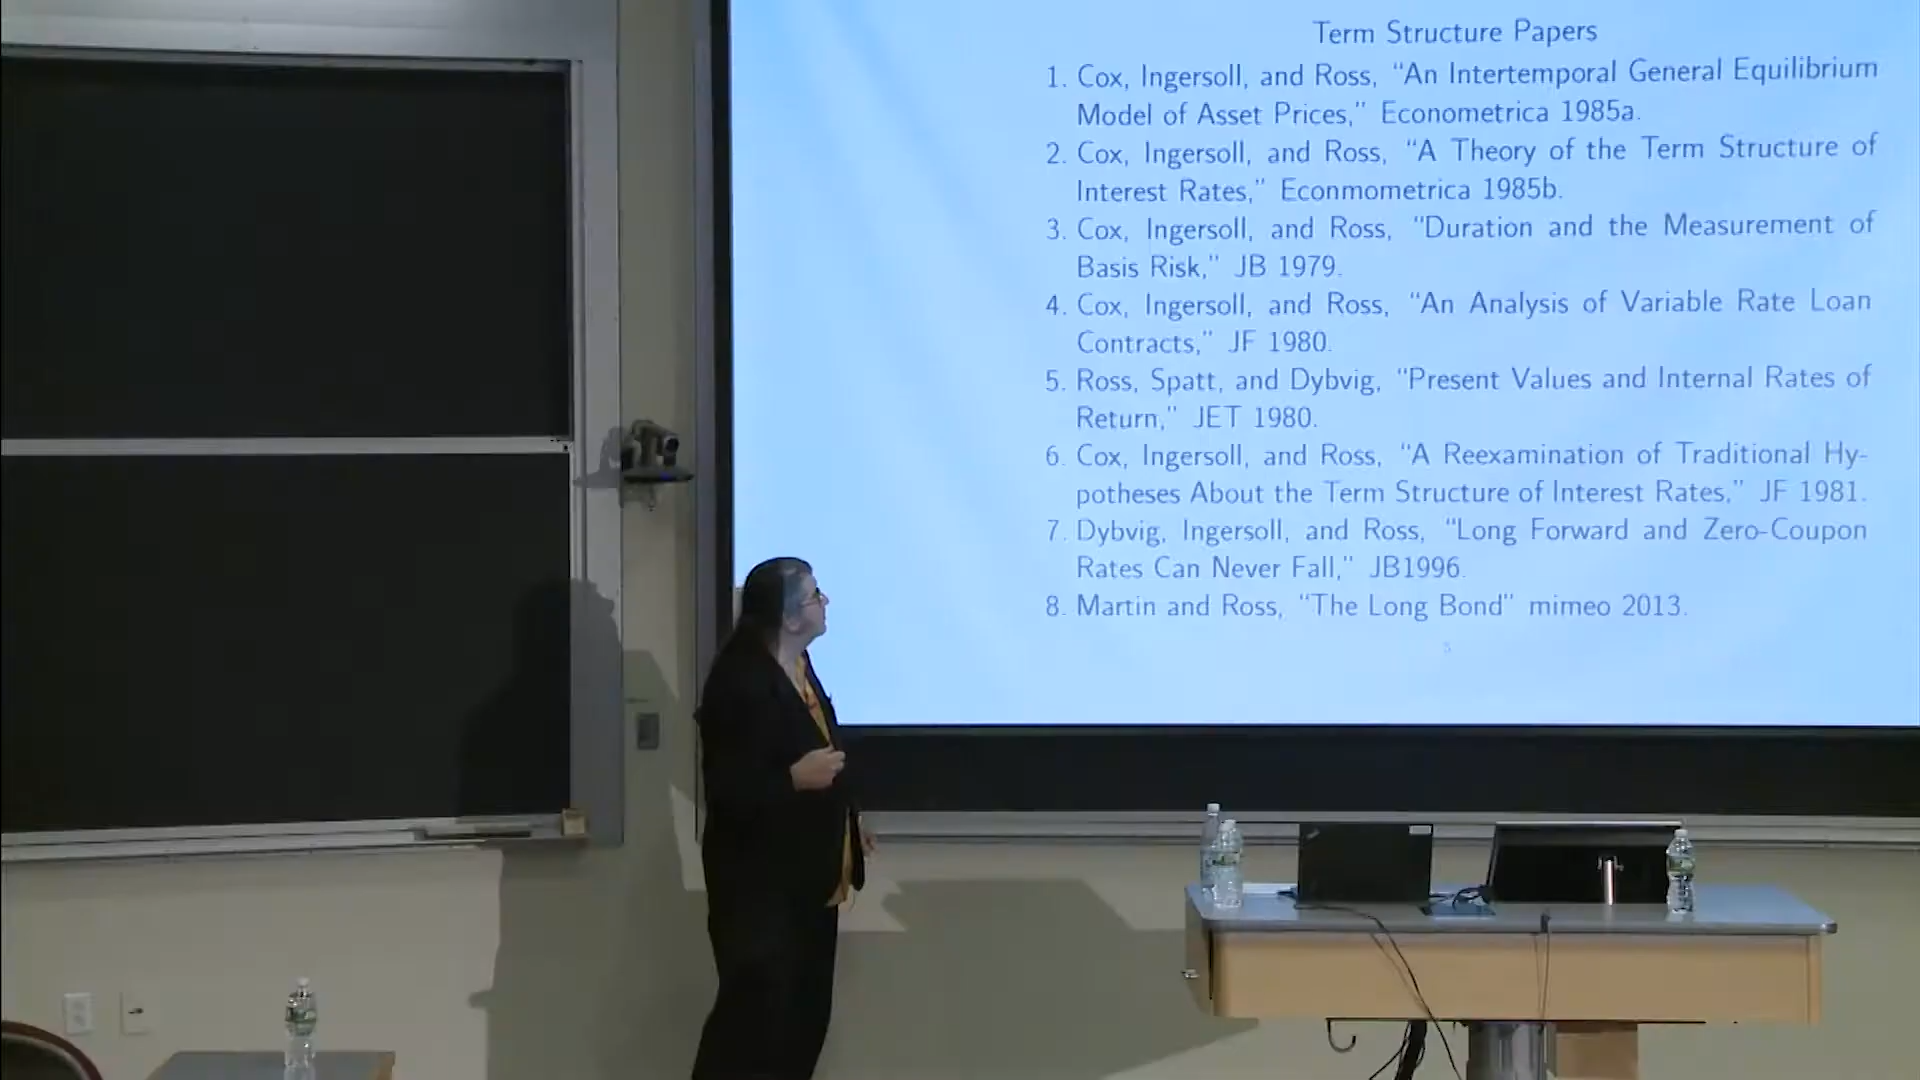 Term Structure Papers
1. Cox, Ingersoll, and Ross, “An Intertemporal General Equilibrium
Model of Asset Prices,” Econometrica 1985a.
2. Cox, Ingersoll, and Ross, “A Theory of the Term Structure of
Interest Rates,” Econmometrica 1985b.
3. Cox, Ingersoll, and Ross, “Duration and the Measurement of
Basis Risk,” JB 1979.
4. Cox, Ingersoll, and Ross, “An Analysis of Variable Rate Loan
Contracts,” JF 1980.
5. Ross, Spatt, and Dybvig, “Present Values and Internal Rates of
Return,” JET 1980.
6. Cox, Ingersoll, and Ross, “A Reexamination of Traditional Hy-
potheses About the Term Structure of Interest Rates,” JF 1981.
7. Dybvig, Ingersoll, and Ross, “Long Forward and Zero-Coupon
Rates Can Never Fall,” JB1996.
8. Martin and Ross, “The Long Bond” mimeo 2013.